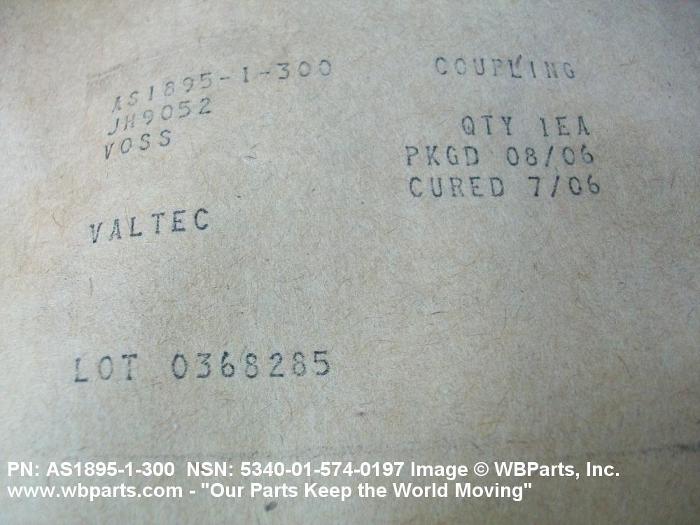 AS1895-1-300
JH9052
VOSS
COUPLING
QTY 1EA
PKGD 08/06
CURED 7/06
VALTEC
LOT 0368285
PN: AS1895-1-300 NSN: 5340-01-574-0197 Image © WBParts, Inc.
www.wbparts.com - "Our Parts Keep the World Moving"